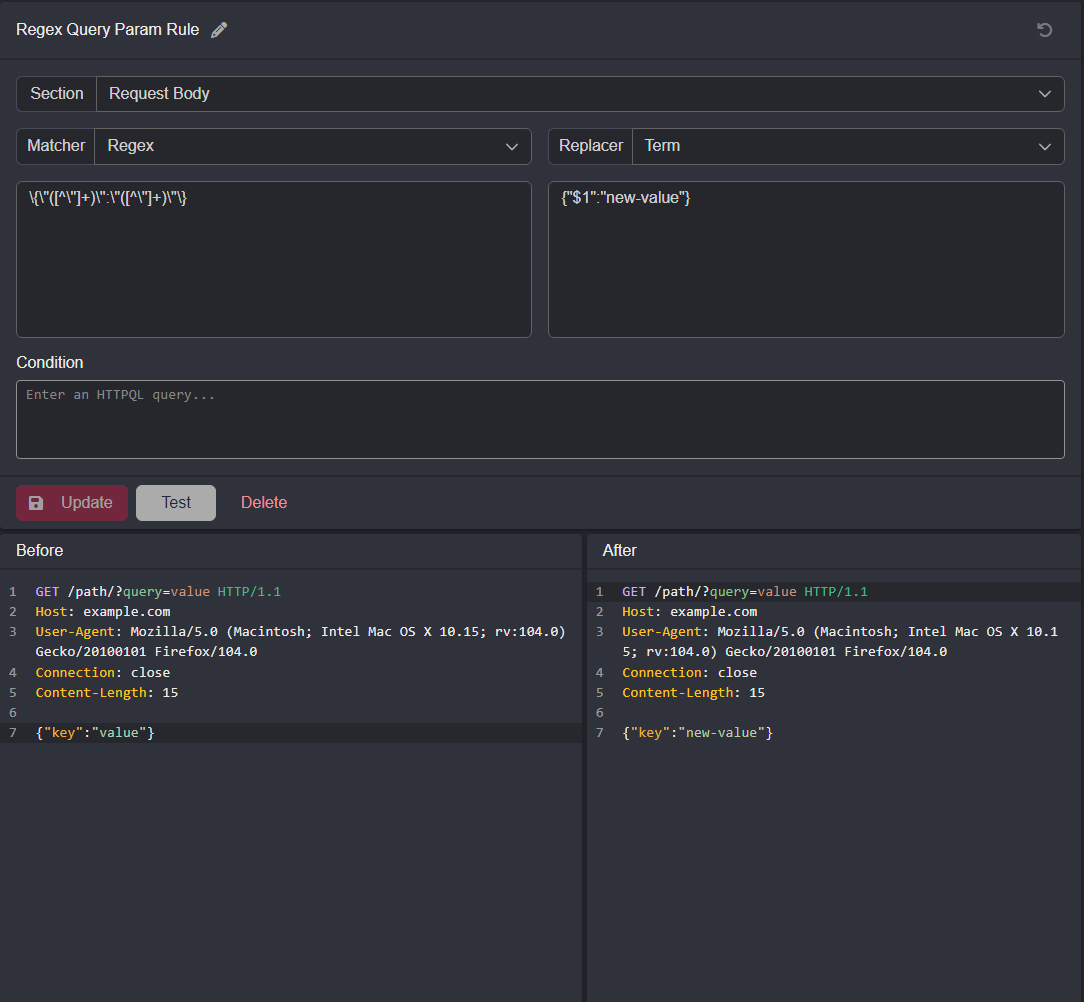 Regex Query Param Rule
Section Request Body
Matcher Regex Replacer Term
\{\"([^\"]+)\":\"([^\"]+)\"\} {"$1":"new-value"}
Condition
Enter an HTTPQL query...
Update Test Delete
Before
1 GET /path/?query=value HTTP/1.1
2 Host: example.com
3 User-Agent: Mozilla/5.0 (Macintosh; Intel Mac OS X 10.15; rv:104.0)
Gecko/20100101 Firefox/104.0
4 Connection: close
5 Content-Length: 15
6
7 {"key":"value"}
After
1 GET /path/?query=value HTTP/1.1
2 Host: example.com
3 User-Agent: Mozilla/5.0 (Macintosh; Intel Mac OS X 10.1
5; rv:104.0) Gecko/20100101 Firefox/104.0
4 Connection: close
5 Content-Length: 15
6
7 {"key":"new-value"}